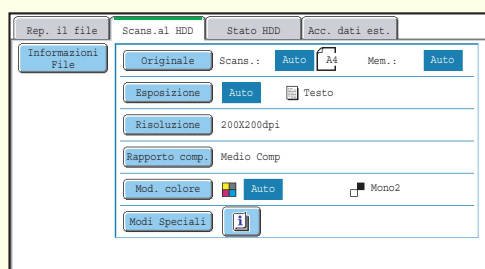 Rep. il file Scans.al HDD Stato HDD Acc. dati est.
Informazioni
File
Originale Scans.: Auto A4 Mem.: Auto
Esposizione Auto Testo
Risoluzione 200X200dpi
Rapporto comp. Medio Comp
Mod. colore Auto Mono2
Modi Speciali i